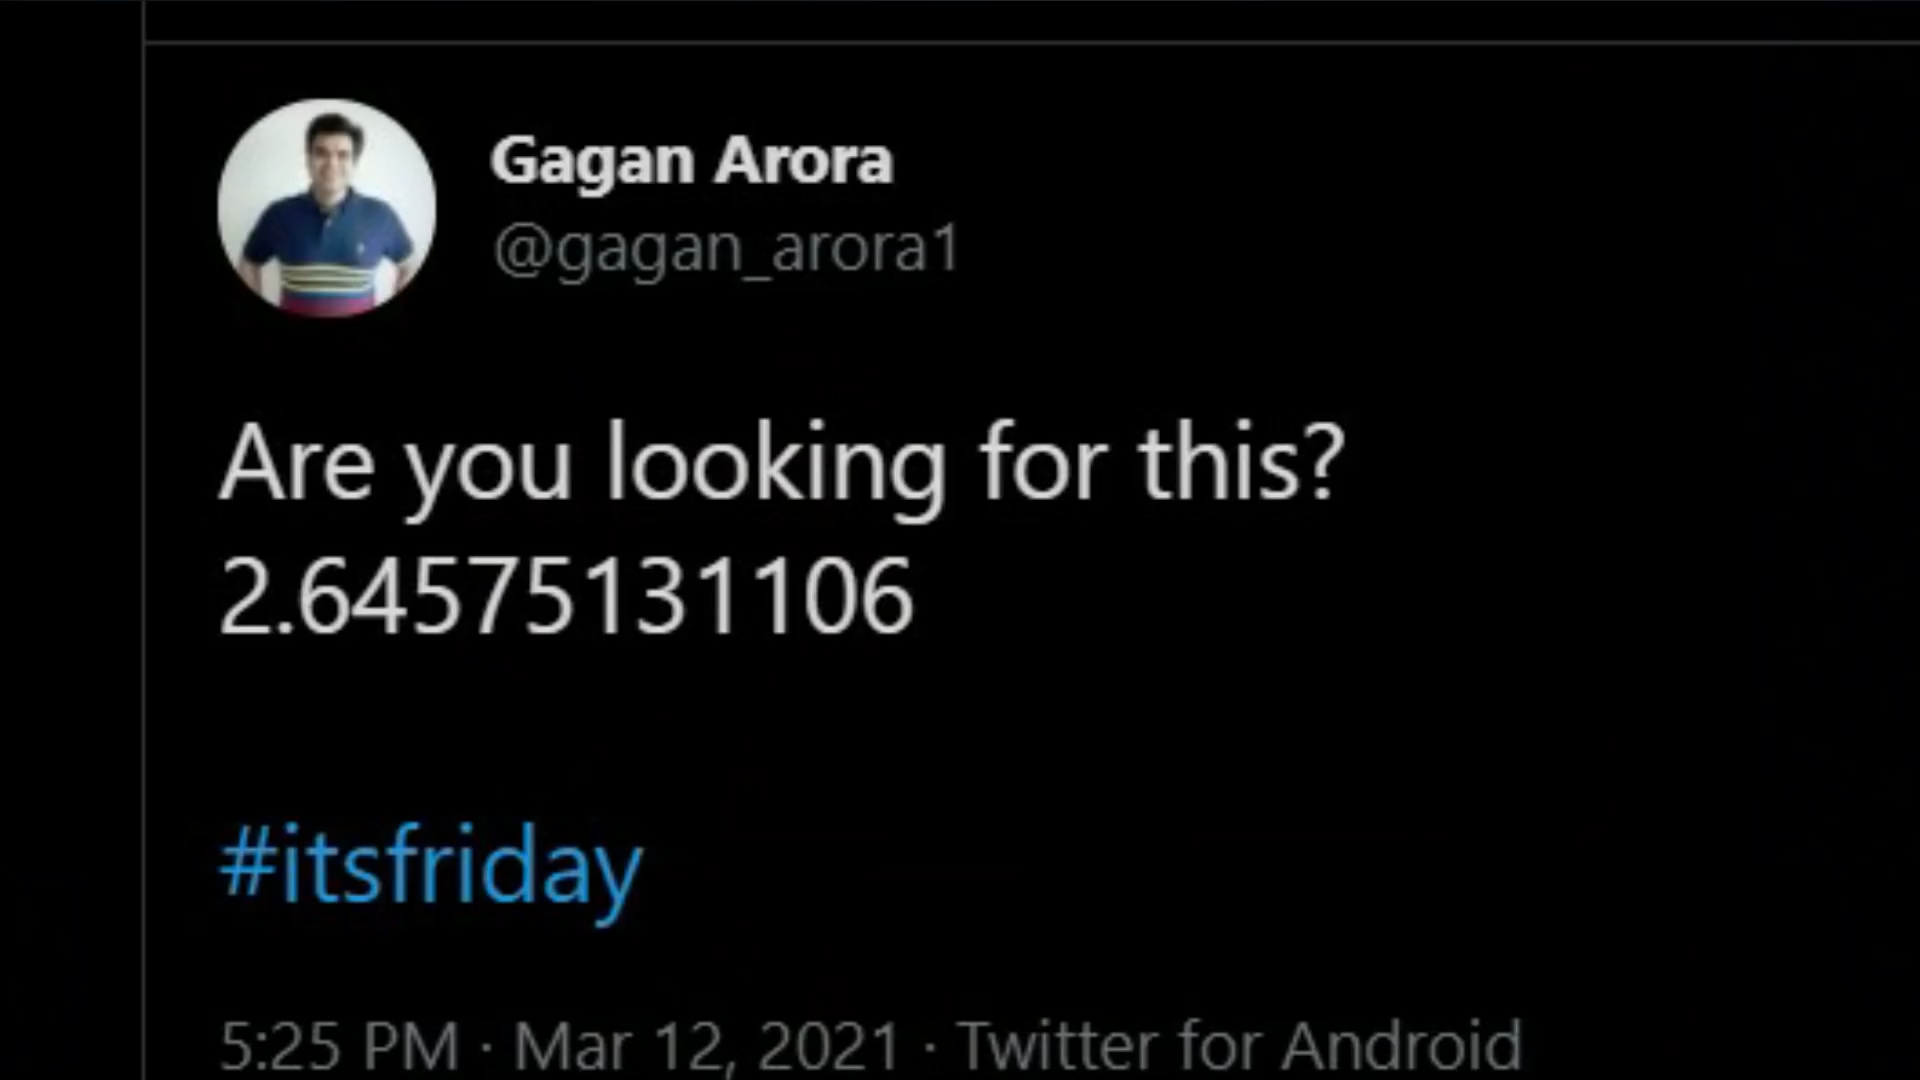 Gagan Arora
@gagan_arora1
Are you looking for this?
2.64575131106
#itsfriday
5:25 PM · Mar 12, 2021 · Twitter for Android